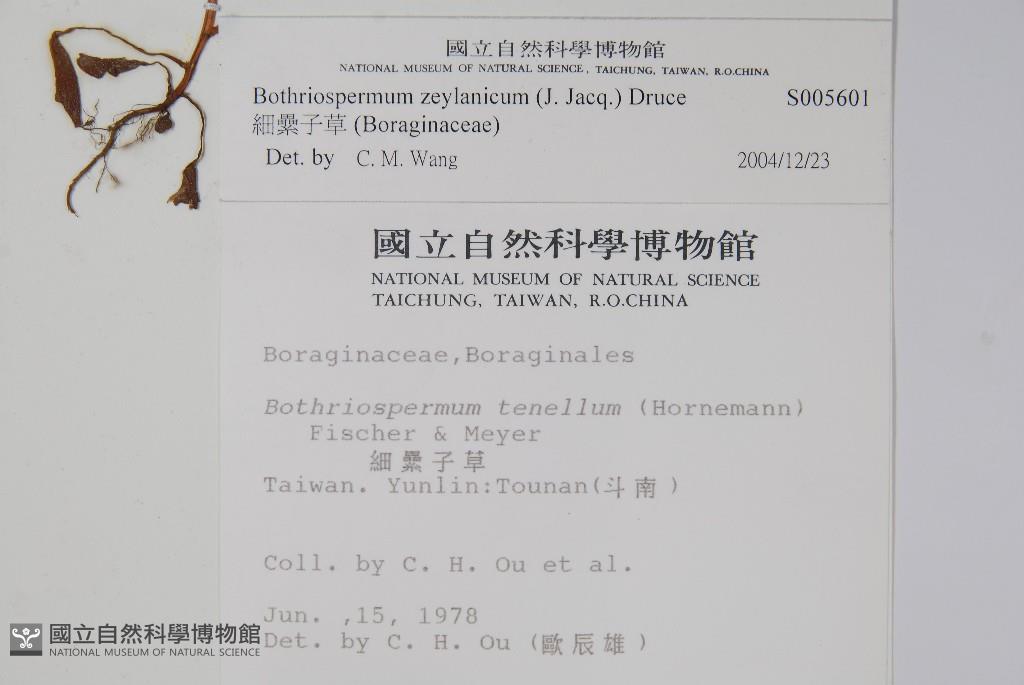 國立自然科學博物館
NATIONAL MUSEUM OF NATURAL SCIENCE, TAICHUNG, TAIWAN, R.O.CHINA
Bothriospermum zeylanicum (J. Jacq.) Druce S005601
細纍子草 (Boraginaceae)
Det. by C. M. Wang 2004/12/23
國立自然科學博物館
NATIONAL MUSEUM OF NATURAL SCIENCE
TAICHUNG, TAIWAN, R.O.CHINA
Boraginaceae,Boraginales
Bothriospermum tenellum (Hornemann)
Fischer & Meyer
細纍子草
Taiwan. Yunlin:Tounan(斗南)
Coll. by C. H. Ou et al.
Jun. ,15, 1978
Det. by C. H. Ou (歐辰雄)
國立自然科學博物館
NATIONAL MUSEUM OF NATURAL SCIENCE